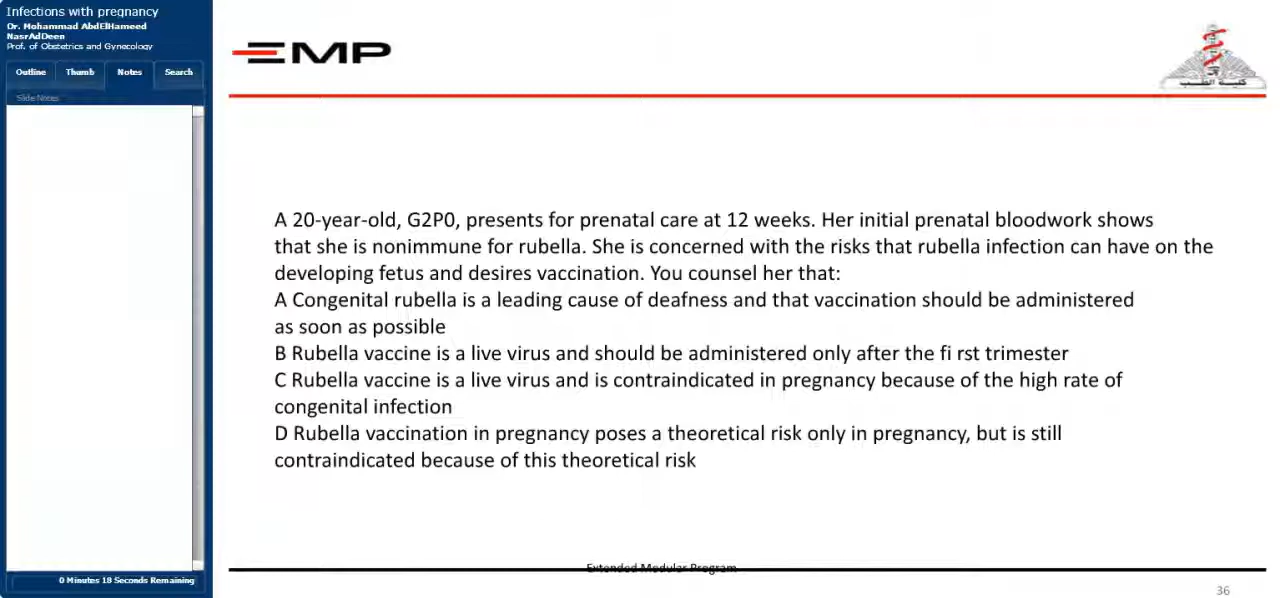 Infections with pregnancy
Dr. Mohammad AbdElHameed
NasrAdDeen
Prof. of Obstetrics and Gynecology
Outline Thumb Notes Search
Slide Notes
EMP
كلية الطب
A 20-year-old, G2P0, presents for prenatal care at 12 weeks. Her initial prenatal bloodwork shows
that she is nonimmune for rubella. She is concerned with the risks that rubella infection can have on the
developing fetus and desires vaccination. You counsel her that:
A Congenital rubella is a leading cause of deafness and that vaccination should be administered
as soon as possible
B Rubella vaccine is a live virus and should be administered only after the fi rst trimester
C Rubella vaccine is a live virus and is contraindicated in pregnancy because of the high rate of
congenital infection
D Rubella vaccination in pregnancy poses a theoretical risk only in pregnancy, but is still
contraindicated because of this theoretical risk
Extended Modular Program
0 Minutes 18 Seconds Remaining
36